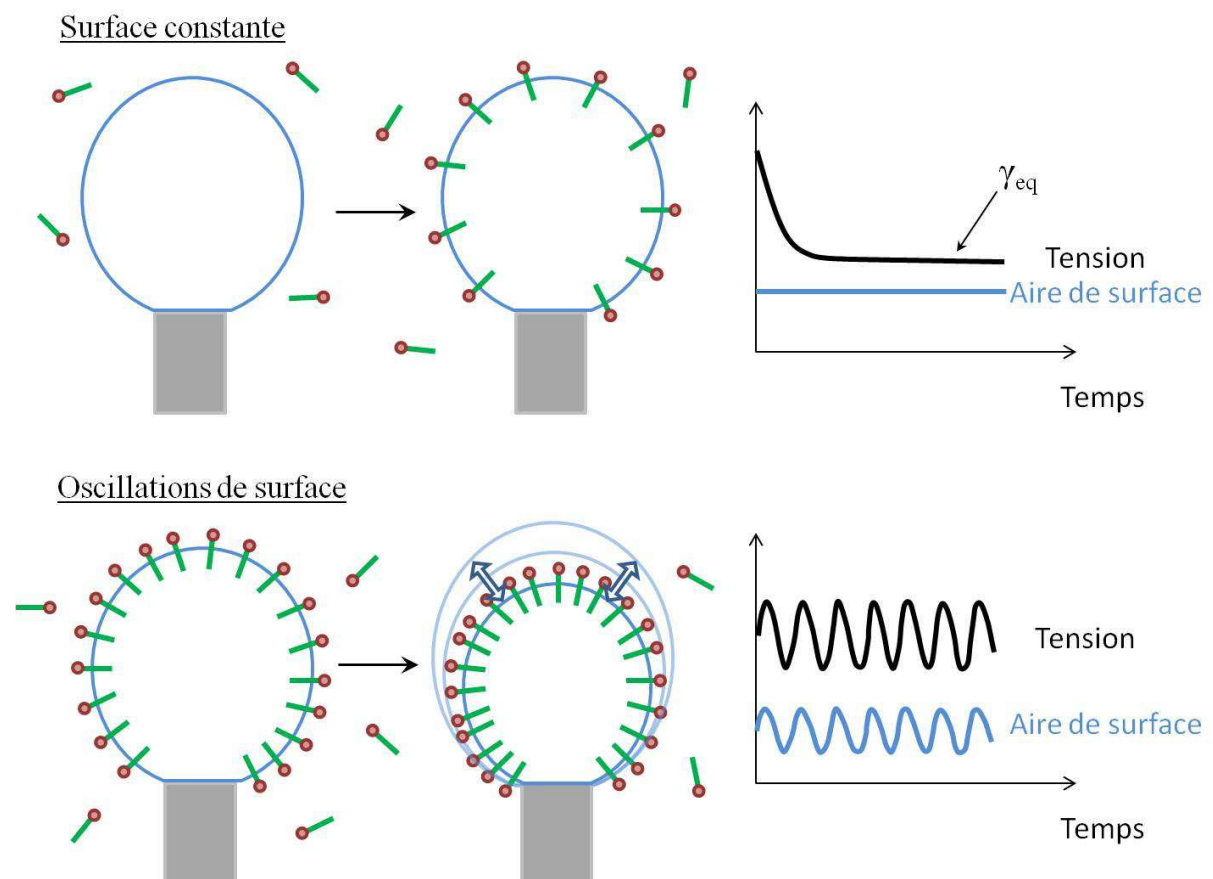 Surface constante
γeq
Tension
Aire de surface
Temps
Oscillations de surface
Tension
Aire de surface
Temps